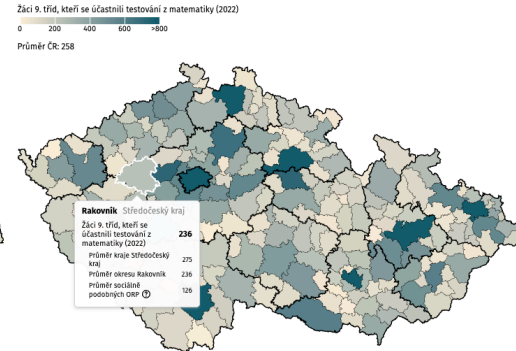 Žáci 9. tříd, kteří se účastnili testování z matematiky (2022)
0 200 400 600 >800
Průměr ČR: 258
Rakovník Středočeský kraj
Žáci 9. tříd, kteří se
účastnili testování z 236
matematiky (2022)
Průměr kraje Středočeský 275
kraj
Průměr okresu Rakovník 236
Průměr sociálně 126
podobných ORP ?